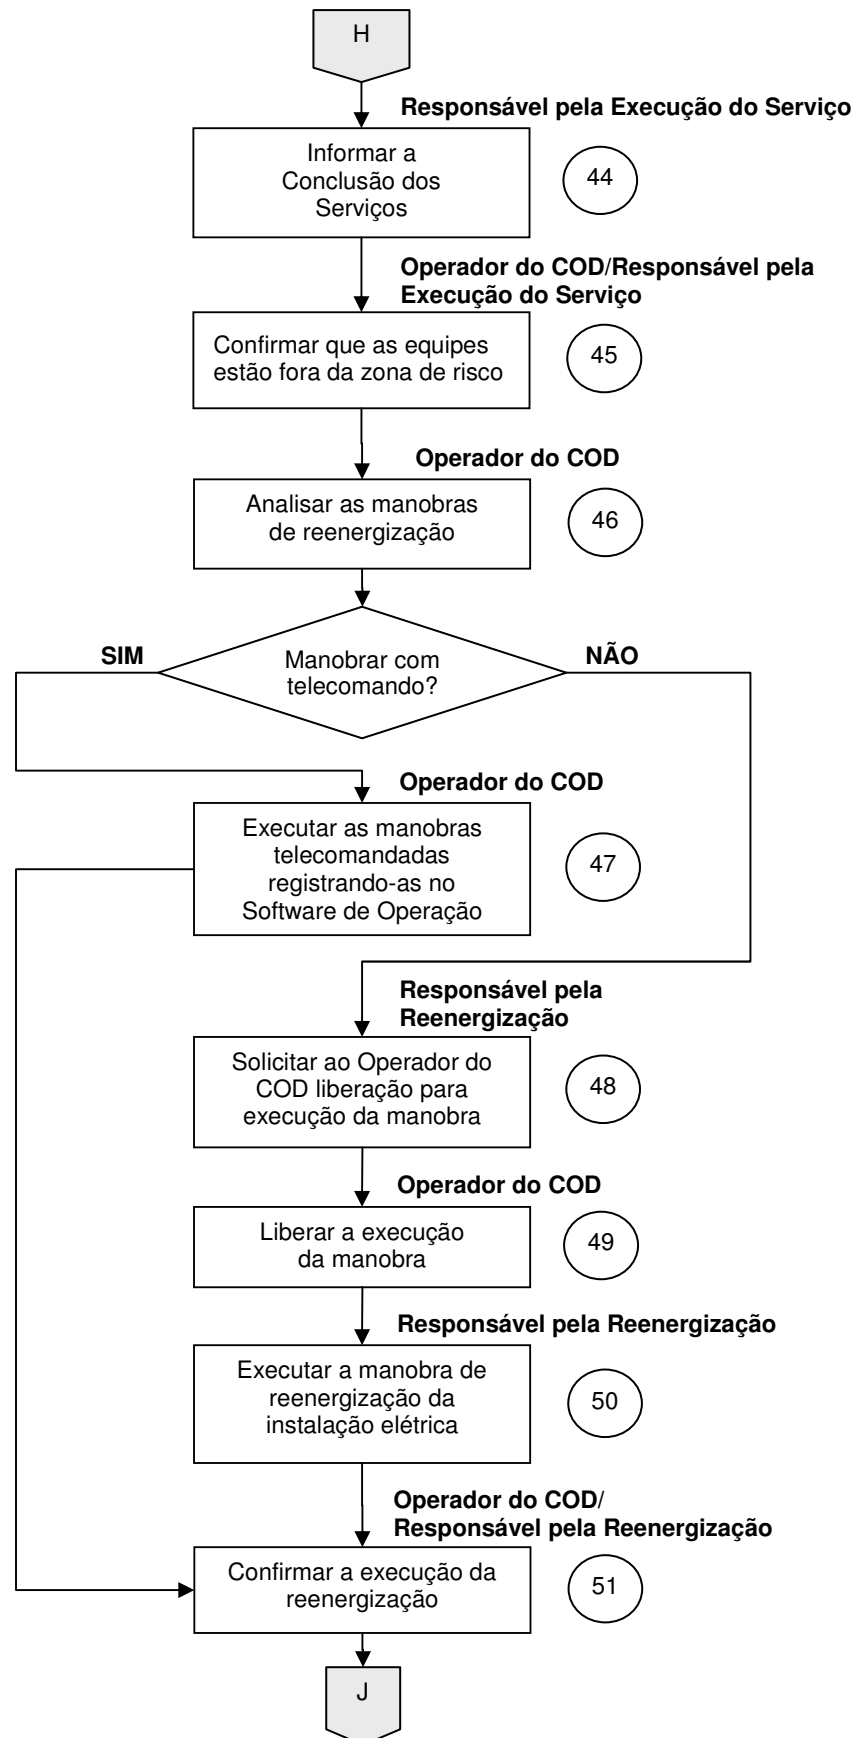 H
Responsável pela Execução do Serviço
Informar a
Conclusão dos
Serviços
44
Operador do COD/Responsável pela
Execução do Serviço
Confirmar que as equipes
estão fora da zona de risco
45
Operador do COD
Analisar as manobras
de reenergização
46
SIM
Manobrar com
telecomando?
NÃO
Operador do COD
Executar as manobras
telecomandadas
registrando-as no
Software de Operação
47
Responsável pela
Reenergização
Solicitar ao Operador do
COD liberação para
execução da manobra
48
Operador do COD
Liberar a execução
da manobra
49
Responsável pela Reenergização
Executar a manobra de
reenergização da
instalação elétrica
50
Operador do COD/
Responsável pela Reenergização
Confirmar a execução da
reenergização
51
J